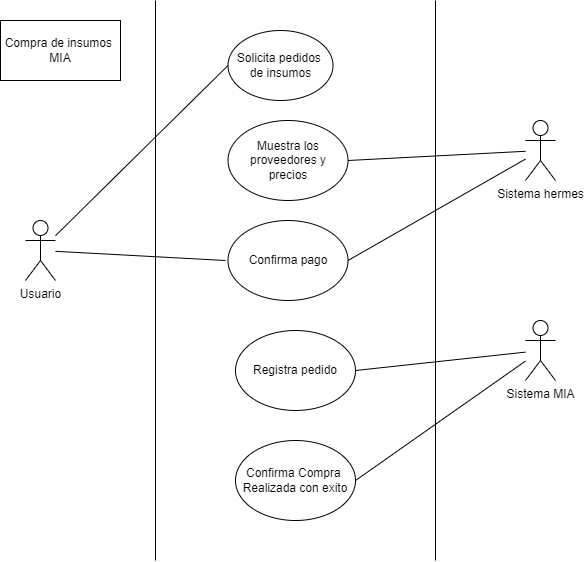 Compra de insumos
MIA
Solicita pedidos
de insumos
Muestra los
proveedores y
precios
Sistema hermes
Confirma pago
Usuario
Registra pedido
Sistema MIA
Confirma Compra
Realizada con exito